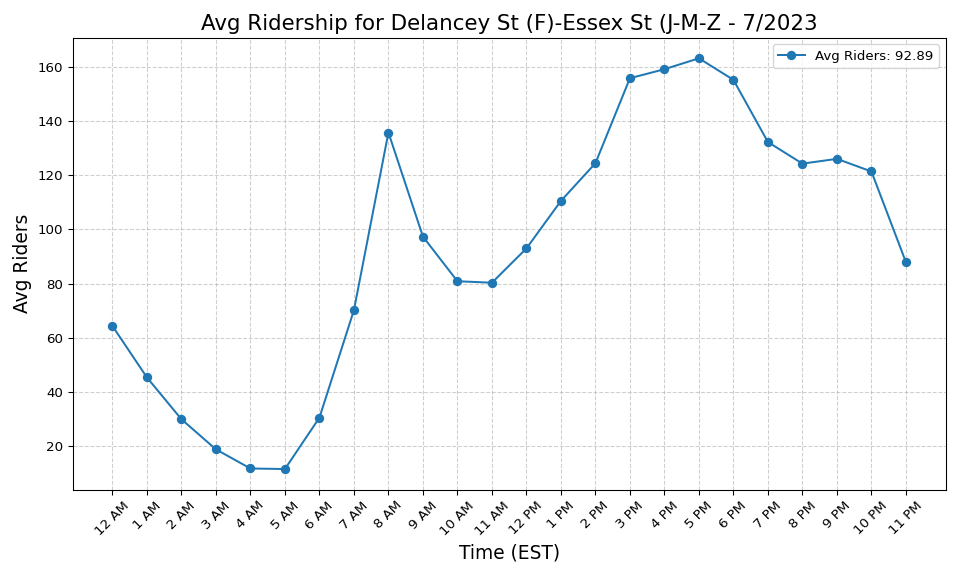 Avg Ridership for Delancey St (F)-Essex St (J-M-Z - 7/2023
Avg Riders: 92.89
Avg Riders
160
140
120
100
80
60
40
20
12 AM
1 AM
2 AM
3 AM
4 AM
5 AM
6 AM
7 AM
8 AM
9 AM
10 AM
11 AM
12 PM
1 PM
2 PM
3 PM
4 PM
5 PM
6 PM
7 PM
8 PM
9 PM
10 PM
11 PM
Time (EST)